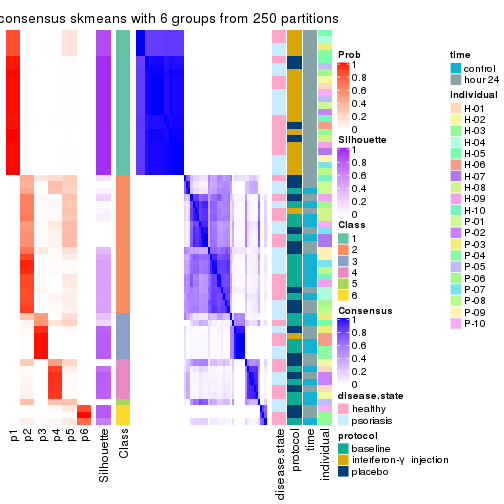 consensus skmeans with 6 groups from 250 partitions
p1
p2
p3
p4
p5
p6
Silhouette
Class
disease.state
protocol
time
individual
Prob
1
0.8
0.6
0.4
0.2
0
Silhouette
1
0.8
0.6
0.4
0.2
0
Class
1
2
3
4
5
6
Consensus
1
0.8
0.6
0.4
0.2
0
disease.state
healthy
psoriasis
protocol
baseline
interferon-γ injection
placebo
time
control
hour 24
individual
H-01
H-02
H-03
H-04
H-05
H-06
H-07
H-08
H-09
H-10
P-01
P-02
P-03
P-04
P-05
P-06
P-07
P-08
P-09
P-10